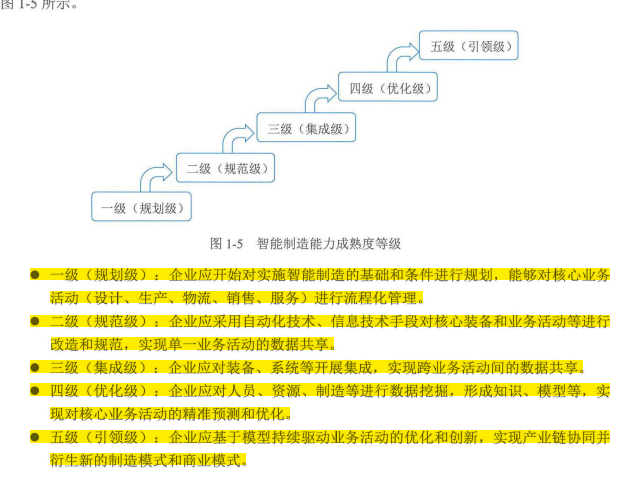 图 1-5 所示。
五级（引领级）
四级（优化级）
三级（集成级）
二级（规范级）
一级（规划级）
图 1-5 智能制造能力成熟度等级
● 一级（规划级）：企业应开始对实施智能制造的基础和条件进行规划，能够对核心业务
活动（设计、生产、物流、销售、服务）进行流程化管理。
● 二级（规范级）：企业应采用自动化技术、信息技术手段对核心装备和业务活动等进行
改造和规范，实现单一业务活动的数据共享。
● 三级（集成级）：企业应对装备、系统等开展集成，实现跨业务活动间的数据共享。
● 四级（优化级）：企业应对人员、资源、制造等进行数据挖掘，形成知识、模型等，实
现对核心业务活动的精准预测和优化。
● 五级（引领级）：企业应基于模型持续驱动业务活动的优化和创新，实现产业链协同并
衍生新的制造模式和商业模式。